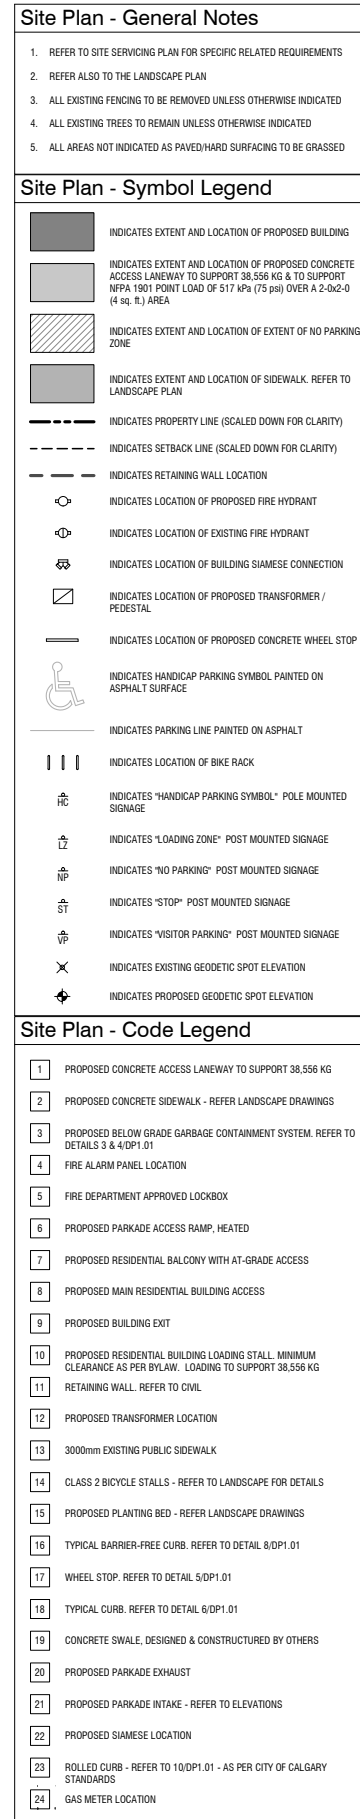 Site Plan - General Notes
1. REFER TO SITE SERVICING PLAN FOR SPECIFIC RELATED REQUIREMENTS
2. REFER ALSO TO THE LANDSCAPE PLAN
3. ALL EXISTING FENCING TO BE REMOVED UNLESS OTHERWISE INDICATED
4. ALL EXISTING TREES TO REMAIN UNLESS OTHERWISE INDICATED
5. ALL AREAS NOT INDICATED AS PAVED/HARD SURFACING TO BE GRASSED
Site Plan - Symbol Legend
INDICATES EXTENT AND LOCATION OF PROPOSED BUILDING
INDICATES EXTENT AND LOCATION OF PROPOSED CONCRETE
ACCESS LANEWAY TO SUPPORT 38,556 KG & TO SUPPORT
NFPA 1901 POINT LOAD OF 517 kPa (75 psi) OVER A 2-0x2-0
(4 sq. ft.) AREA
INDICATES EXTENT AND LOCATION OF EXTENT OF NO PARKING
ZONE
INDICATES EXTENT AND LOCATION OF SIDEWALK. REFER TO
LANDSCAPE PLAN
INDICATES PROPERTY LINE (SCALED DOWN FOR CLARITY)
INDICATES SETBACK LINE (SCALED DOWN FOR CLARITY)
INDICATES RETAINING WALL LOCATION
INDICATES LOCATION OF PROPOSED FIRE HYDRANT
INDICATES LOCATION OF EXISTING FIRE HYDRANT
INDICATES LOCATION OF BUILDING SIAMESE CONNECTION
INDICATES LOCATION OF PROPOSED TRANSFORMER /
PEDESTAL
INDICATES LOCATION OF PROPOSED CONCRETE WHEEL STOP
INDICATES HANDICAP PARKING SYMBOL PAINTED ON
ASPHALT SURFACE
INDICATES PARKING LINE PAINTED ON ASPHALT
INDICATES LOCATION OF BIKE RACK
HC INDICATES "HANDICAP PARKING SYMBOL" POLE MOUNTED
SIGNAGE
LZ INDICATES "LOADING ZONE" POST MOUNTED SIGNAGE
NP INDICATES "NO PARKING" POST MOUNTED SIGNAGE
ST INDICATES "STOP" POST MOUNTED SIGNAGE
VP INDICATES "VISITOR PARKING" POST MOUNTED SIGNAGE
INDICATES EXISTING GEODETIC SPOT ELEVATION
INDICATES PROPOSED GEODETIC SPOT ELEVATION
Site Plan - Code Legend
1 PROPOSED CONCRETE ACCESS LANEWAY TO SUPPORT 38,556 KG
2 PROPOSED CONCRETE SIDEWALK - REFER LANDSCAPE DRAWINGS
3 PROPOSED BELOW GRADE GARBAGE CONTAINMENT SYSTEM. REFER TO
DETAILS 3 & 4/DP1.01
4 FIRE ALARM PANEL LOCATION
5 FIRE DEPARTMENT APPROVED LOCKBOX
6 PROPOSED PARKADE ACCESS RAMP, HEATED
7 PROPOSED RESIDENTIAL BALCONY WITH AT-GRADE ACCESS
8 PROPOSED MAIN RESIDENTIAL BUILDING ACCESS
9 PROPOSED BUILDING EXIT
10 PROPOSED RESIDENTIAL BUILDING LOADING STALL. MINIMUM
CLEARANCE AS PER BYLAW. LOADING TO SUPPORT 38,556 KG
11 RETAINING WALL. REFER TO CIVIL
12 PROPOSED TRANSFORMER LOCATION
13 3000mm EXISTING PUBLIC SIDEWALK
14 CLASS 2 BICYCLE STALLS - REFER TO LANDSCAPE FOR DETAILS
15 PROPOSED PLANTING BED - REFER LANDSCAPE DRAWINGS
16 TYPICAL BARRIER-FREE CURB. REFER TO DETAIL 8/DP1.01
17 WHEEL STOP. REFER TO DETAIL 5/DP1.01
18 TYPICAL CURB. REFER TO DETAIL 6/DP1.01
19 CONCRETE SWALE, DESIGNED & CONSTRUCTURED BY OTHERS
20 PROPOSED PARKADE EXHAUST
21 PROPOSED PARKADE INTAKE - REFER TO ELEVATIONS
22 PROPOSED SIAMESE LOCATION
23 ROLLED CURB - REFER TO 10/DP1.01 - AS PER CITY OF CALGARY
STANDARDS
24 GAS METER LOCATION